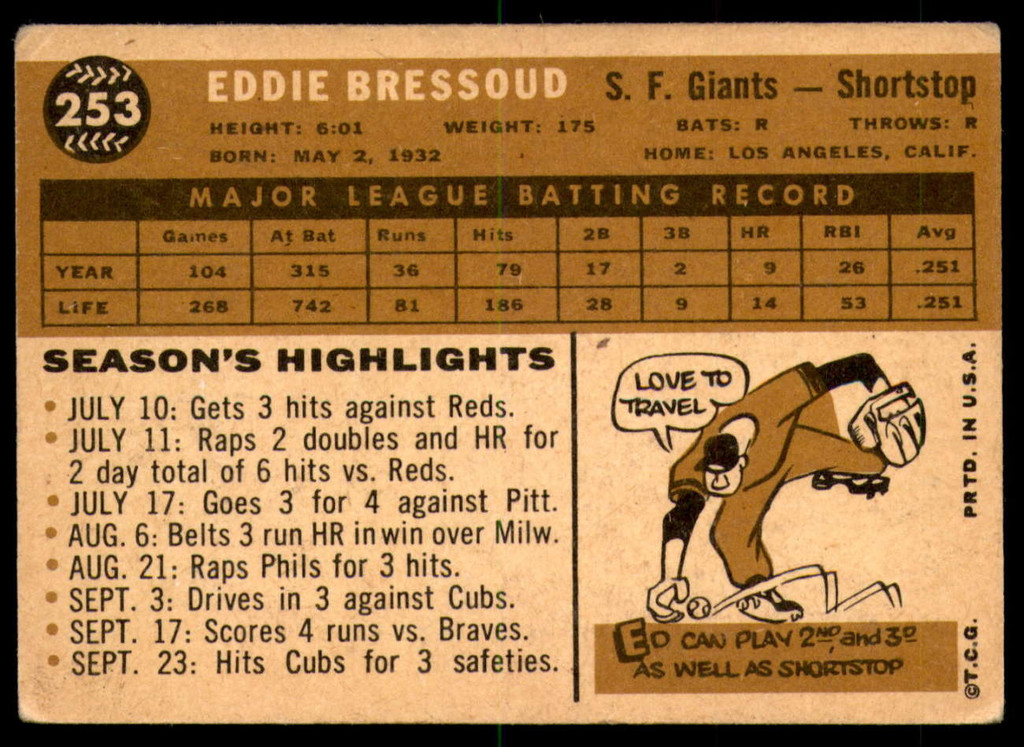 253
EDDIE BRESSOUD S. F. Giants — Shortstop
HEIGHT: 6:01 WEIGHT: 175 BATS: R THROWS: R
BORN: MAY 2, 1932 HOME: LOS ANGELES, CALIF.
MAJOR LEAGUE BATTING RECORD
Games At Bat Runs Hits 2B 3B HR RBI Avg
YEAR 104 315 36 79 17 2 9 26 .251
LIFE 268 742 81 186 28 9 14 53 .251
SEASON'S HIGHLIGHTS
• JULY 10: Gets 3 hits against Reds.
• JULY 11: Raps 2 doubles and HR for
2 day total of 6 hits vs. Reds.
• JULY 17: Goes 3 for 4 against Pitt.
• AUG. 6: Belts 3 run HR in win over Milw.
• AUG. 21: Raps Phils for 3 hits.
• SEPT. 3: Drives in 3 against Cubs.
• SEPT. 17: Scores 4 runs vs. Braves.
• SEPT. 23: Hits Cubs for 3 safeties.
LOVE TO
TRAVEL
ED CAN PLAY 2ND, and 3D
AS WELL AS SHORTSTOP
PRTD. IN U.S.A.
©T.C.G.